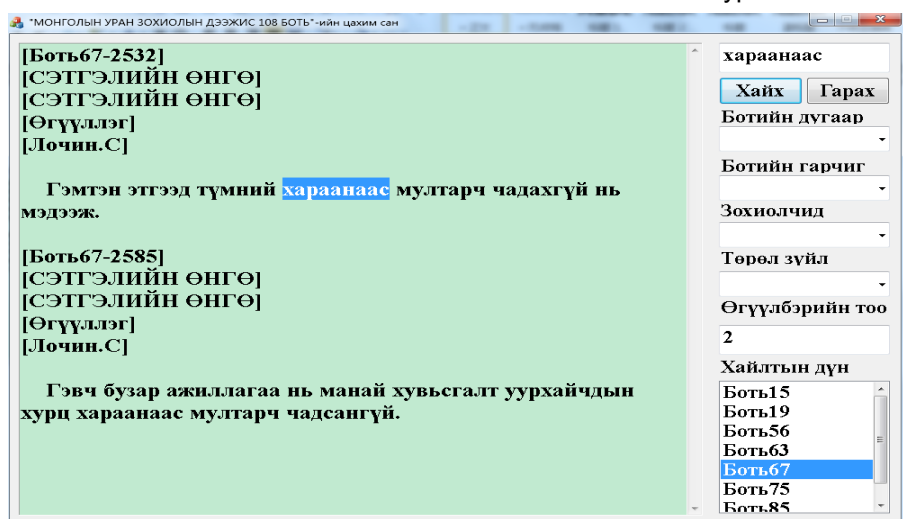 "МОНГОЛЫН УРАН ЗОХИОЛЫН ДЭЭЖИС 108 БОТЬ"-ийн цахим сан
[Боть67-2532]
[СЭТГЭЛИЙН ӨНГӨ]
[СЭТГЭЛИЙН ӨНГӨ]
[Өгүүллэг]
[Лочин.С]
Гэмтэн этгээд түмний хараанаас мултарч чадахгүй нь
мэдээж.
[Боть67-2585]
[СЭТГЭЛИЙН ӨНГӨ]
[СЭТГЭЛИЙН ӨНГӨ]
[Өгүүллэг]
[Лочин.С]
Гэвч бузар ажиллагаа нь манай хувьсгалт уурхайчдын
хурц хараанаас мултарч чадсангүй.
хараанаас
Хайх Гарах
Ботийн дугаар
Ботийн гарчиг
Зохиолчид
Төрөл зүйл
Өгүүлбэрийн тоо
2
Хайлтын дүн
Боть15
Боть19
Боть56
Боть63
Боть67
Боть75
Боть85